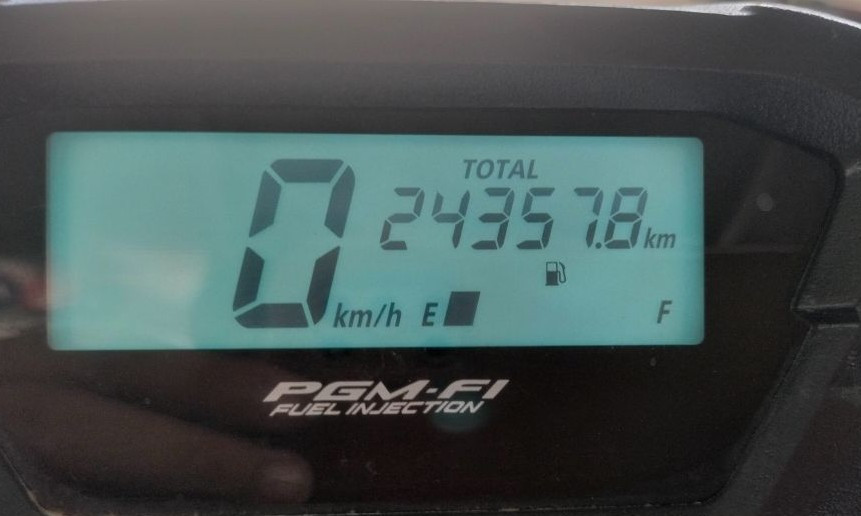 TOTAL
0 km/h 24357.8 km
E F
PGM-FI
FUEL INJECTION